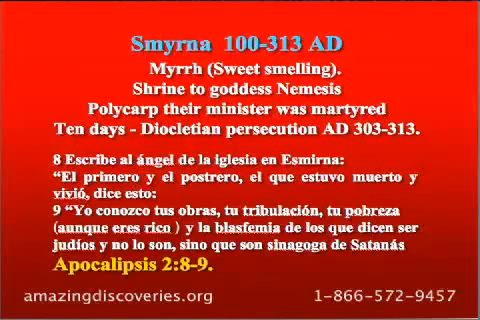 Smyrna 100-313 AD
Myrrh (Sweet smelling).
Shrine to goddess Nemesis
Polycarp their minister was martyred
Ten days - Diocletian persecution AD 303-313.
8 Escribe al ángel de la iglesia en Esmirna:
“El primero y el postrero, el que estuvo muerto y
vivió, dice esto:
9 “Yo conozco tus obras, tu tribulación, tu pobreza
(aunque eres rico ) y la blasfemia de los que dicen ser
judíos y no lo son, sino que son sinagoga de Satanás
Apocalipsis 2:8-9.
amazingdiscoveries.org 1-866-572-9457